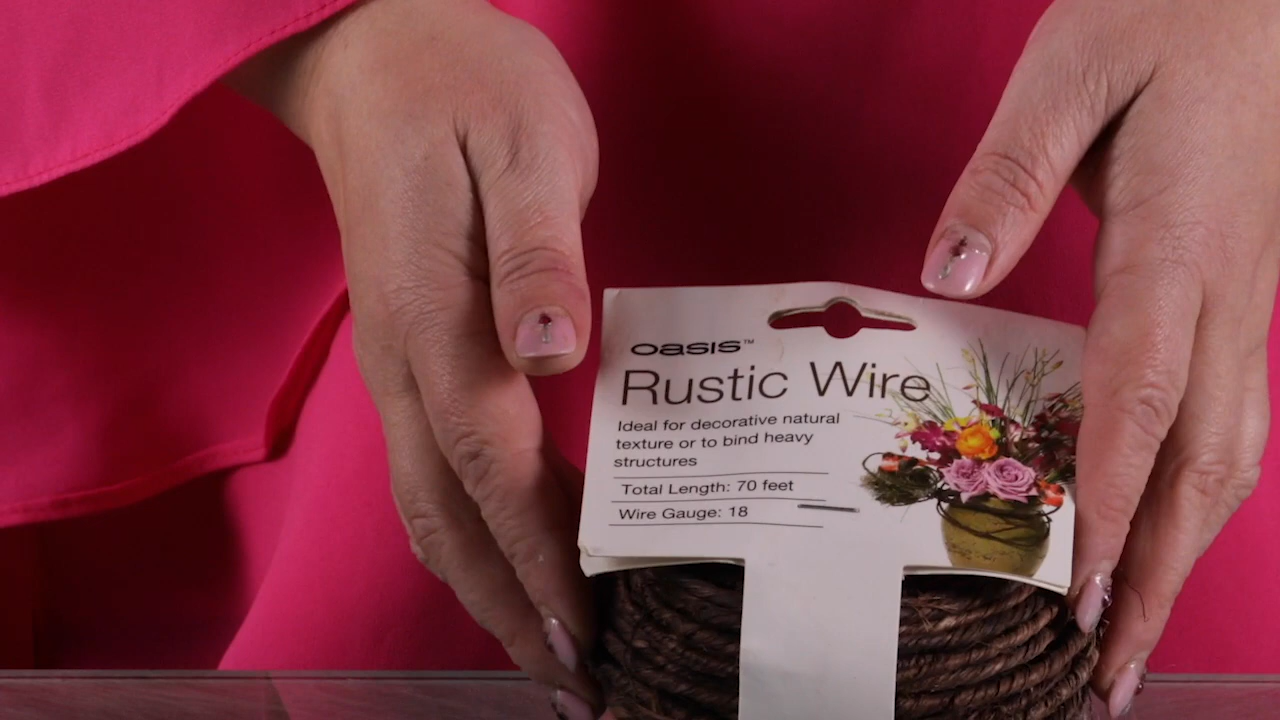 oasis™
Rustic Wire
Ideal for decorative natural
texture or to bind heavy
structures
Total Length: 70 feet
Wire Gauge: 18